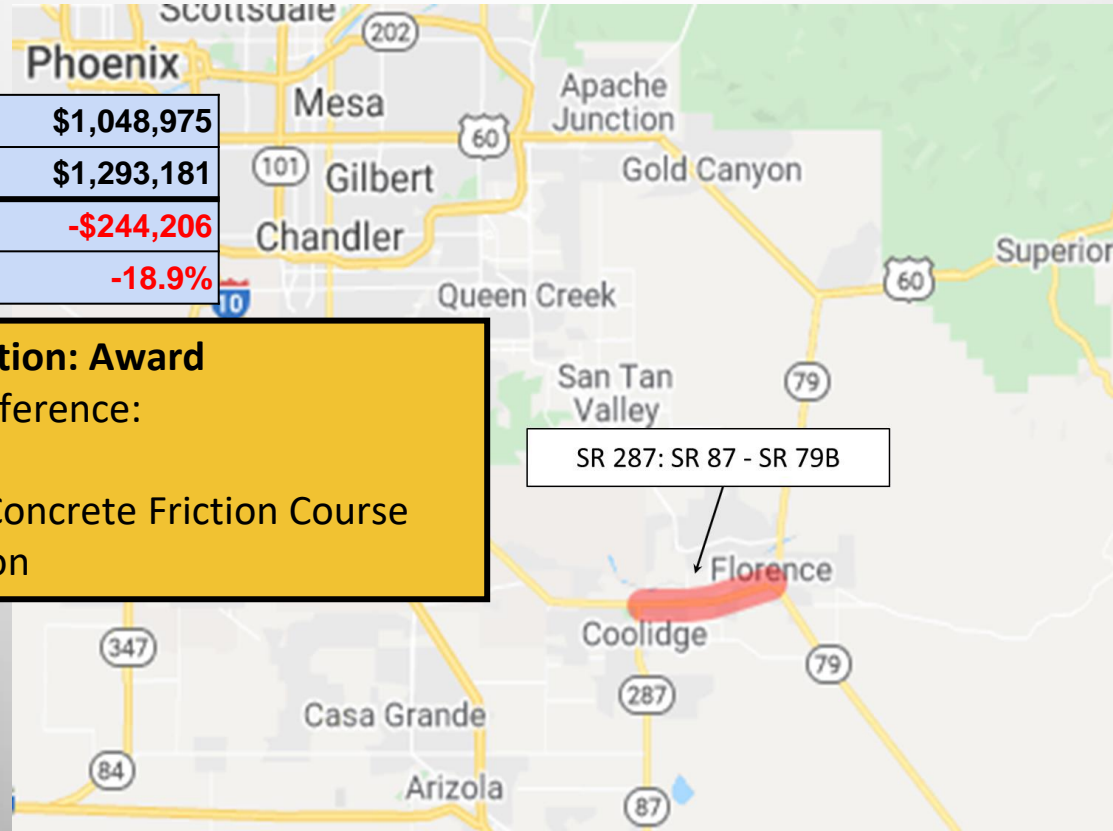 Scottsdale
202
Phoenix
Apache
Junction
Mesa
$1,048,975
60
$1,293,181
101
Gilbert
Gold Canyon
-$244,206
Chandler
Superior
60
-18.9%
10
Queen Creek
tion: Award
San Tan
Valley
79
fference:
SR 287: SR 87 - SR 79B
Concrete Friction Course
on
Florence
Coolidge
347
79
287
Casa Grande
84
Arizola
87